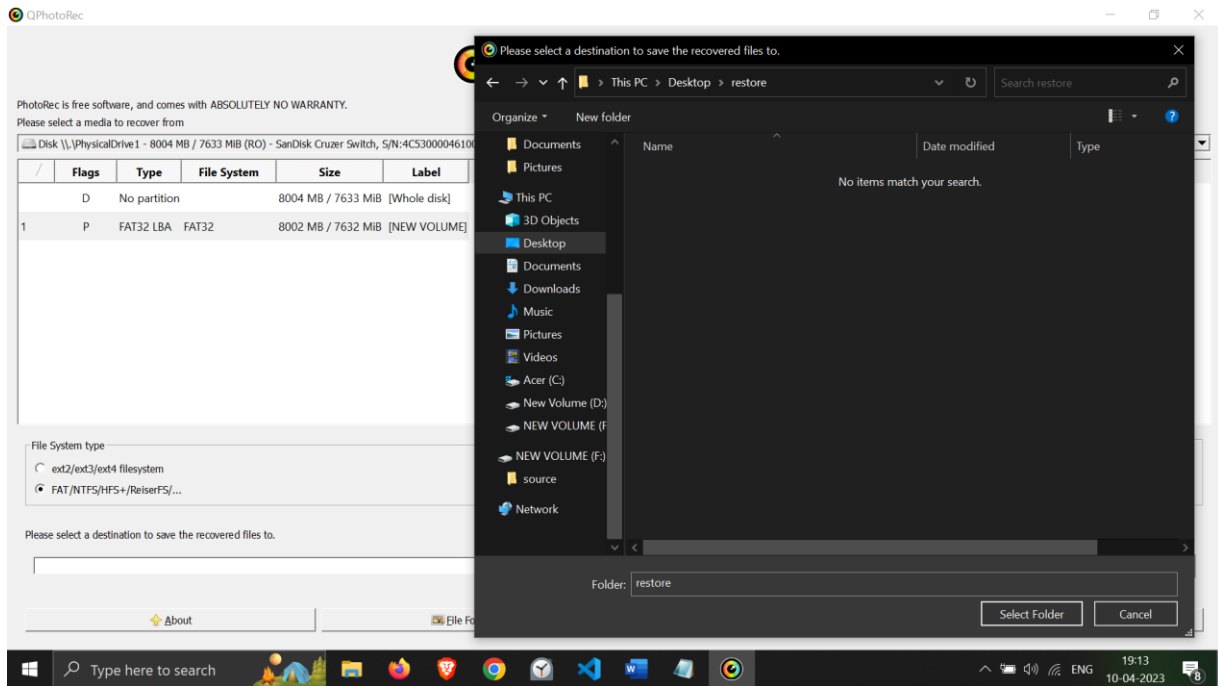 QPhotoRec
PhotoRec is free software, and comes with ABSOLUTELY NO WARRANTY.
Please select a media to recover from
Disk \\.\PhysicalDrive1 - 8004 MB / 7633 MiB (RO) - SanDisk Cruzer Switch, S/N:4C5300004610
Flags Type File System Size Label
D No partition 8004 MB / 7633 MiB [Whole disk]
1 P FAT32 LBA FAT32 8002 MB / 7632 MiB [NEW VOLUME]
File System type
ext2/ext3/ext4 filesystem
FAT/NTFS/HFS+/ReiserFS/...
Please select a destination to save the recovered files to.
About
File Fo
Please select a destination to save the recovered files to.
This PC > Desktop > restore
Search restore
Organize New folder
Name Date modified Type
No items match your search.
Documents
Pictures
This PC
3D Objects
Desktop
Documents
Downloads
Music
Pictures
Videos
Acer (C:)
New Volume (D:)
NEW VOLUME (F
NEW VOLUME (F:)
source
Network
Folder: restore
Select Folder Cancel
Type here to search
ENG
19:13
10-04-2023
8